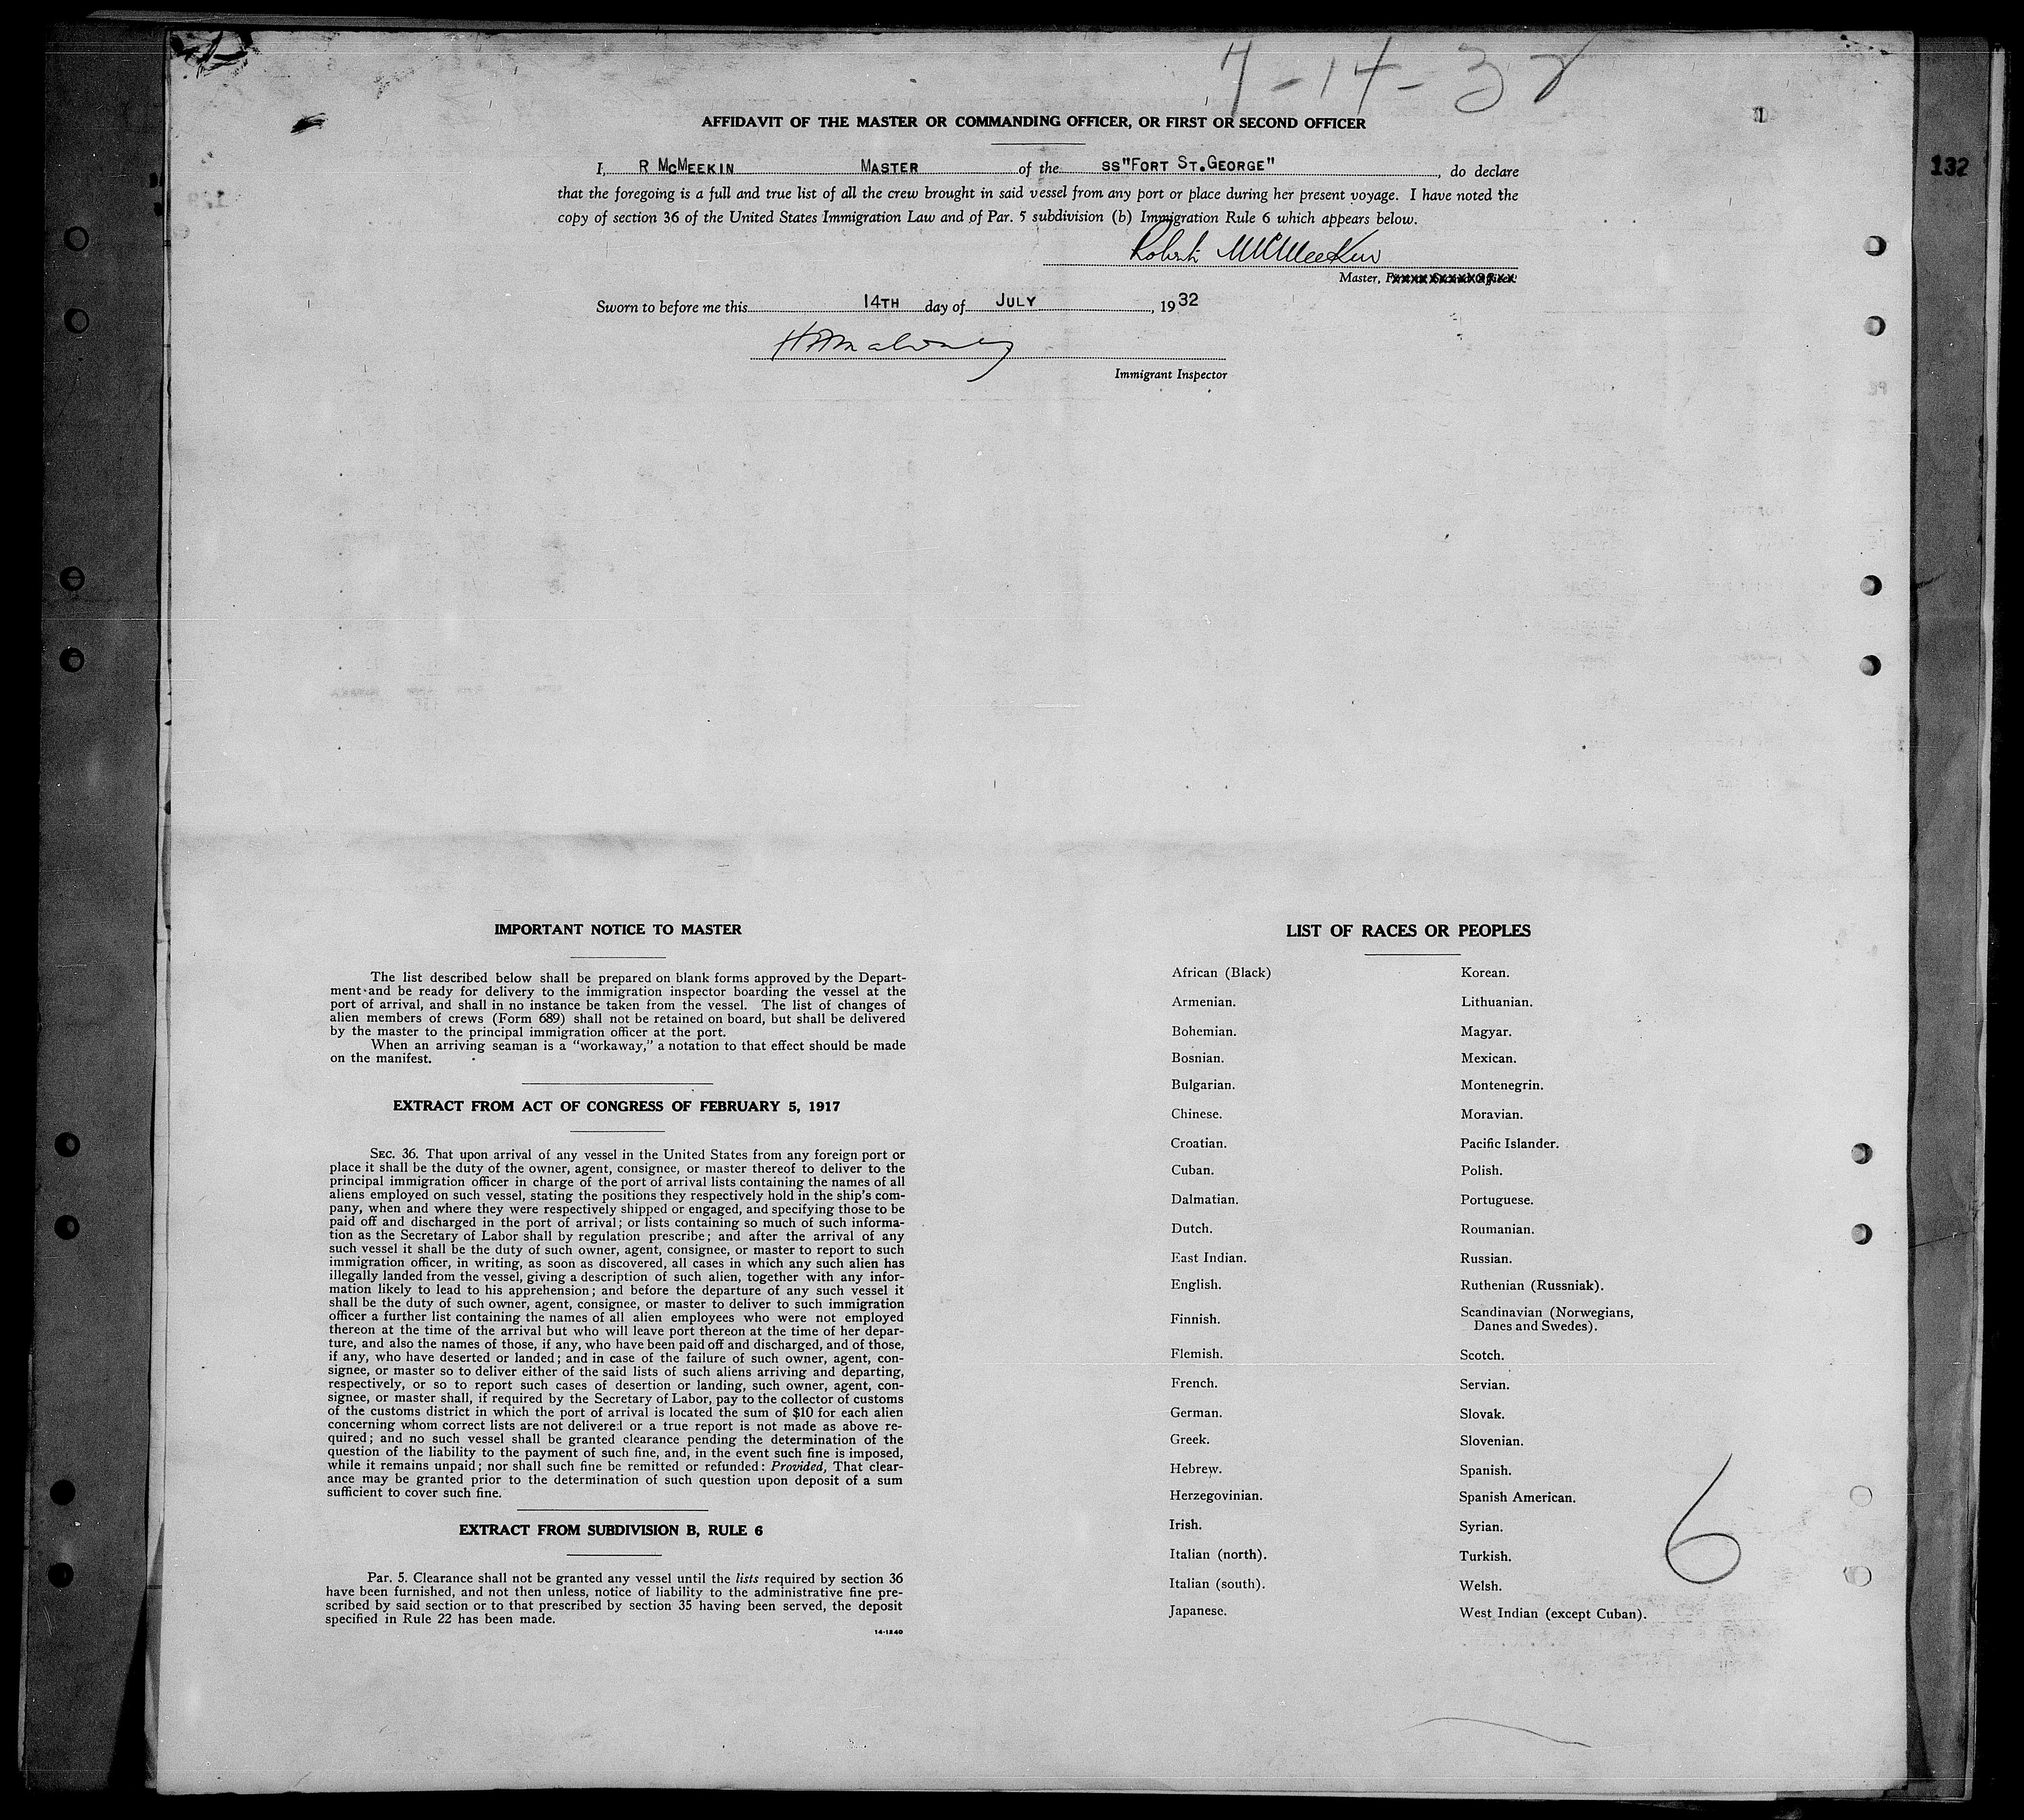 7-14-32
AFFIDAVIT OF THE MASTER OR COMMANDING OFFICER, OR FIRST OR SECOND OFFICER
132
I, R McMeekin Master of the SS"Fort St.George", do declare
that the foregoing is a full and true list of all the crew brought in said vessel from any port or place during her present voyage. I have noted the
copy of section 36 of the United States Immigration Law and of Par. 5 subdivision (b) Immigration Rule 6 which appears below.
Robert McMeekin
Master,
Sworn to before me this 14th day of July, 1932
Immigrant Inspector
IMPORTANT NOTICE TO MASTER
The list described below shall be prepared on blank forms approved by the Depart-
ment and be ready for delivery to the immigration inspector boarding the vessel at the
port of arrival, and shall in no instance be taken from the vessel. The list of changes of
alien members of crews (Form 689) shall not be retained on board, but shall be delivered
by the master to the principal immigration officer at the port.
When an arriving seaman is a "workaway," a notation to that effect should be made
on the manifest.
EXTRACT FROM ACT OF CONGRESS OF FEBRUARY 5, 1917
SEC. 36. That upon arrival of any vessel in the United States from any foreign port or
place it shall be the duty of the owner, agent, consignee, or master thereof to deliver to the
principal immigration officer in charge of the port of arrival lists containing the names of all
aliens employed on such vessel, stating the positions they respectively hold in the ship's com-
pany, when and where they were respectively shipped or engaged, and specifying those to be
paid off and discharged in the port of arrival; or lists containing so much of such informa-
tion as the Secretary of Labor shall by regulation prescribe; and after the arrival of any
such vessel it shall be the duty of such owner, agent, consignee, or master to report to such
immigration officer, in writing, as soon as discovered, all cases in which any such alien has
illegally landed from the vessel, giving a description of such alien, together with any infor-
mation likely to lead to his apprehension; and before the departure of any such vessel it
shall be the duty of such owner, agent, consignee, or master to deliver to such immigration
officer a further list containing the names of all alien employees who were not employed
thereon at the time of the arrival but who will leave port thereon at the time of her depar-
ture, and also the names of those, if any, who have been paid off and discharged, and of those,
if any, who have deserted or landed; and in case of the failure of such owner, agent, con-
signee, or master so to deliver either of the said lists of such aliens arriving and departing,
respectively, or so to report such cases of desertion or landing, such owner, agent, con-
signee, or master shall, if required by the Secretary of Labor, pay to the collector of customs
of the customs district in which the port of arrival is located the sum of $10 for each alien
concerning whom correct lists are not delivered or a true report is not made as above re-
quired; and no such vessel shall be granted clearance pending the determination of the
question of the liability to the payment of such fine, and, in the event such fine is imposed,
while it remains unpaid; nor shall such fine be remitted or refunded: Provided, That clear-
ance may be granted prior to the determination of such question upon deposit of a sum
sufficient to cover such fine.
EXTRACT FROM SUBDIVISION B, RULE 6
Par. 5. Clearance shall not be granted any vessel until the lists required by section 36
have been furnished, and not then unless, notice of liability to the administrative fine pre-
scribed by said section or to that prescribed by section 35 having been served, the deposit
specified in Rule 22 has been made.
14-1240
LIST OF RACES OR PEOPLES
African (Black)
Armenian.
Bohemian.
Bosnian.
Bulgarian.
Chinese.
Croatian.
Cuban.
Dalmatian.
Dutch.
East Indian.
English.
Finnish.
Flemish.
French.
German.
Greek.
Hebrew.
Herzegovinian.
Irish.
Italian (north).
Italian (south).
Japanese.
Korean.
Lithuanian.
Magyar.
Mexican.
Montenegrin.
Moravian.
Pacific Islander.
Polish.
Portuguese.
Roumanian.
Russian.
Ruthenian (Russniak).
Scandinavian (Norwegians,
Danes and Swedes).
Scotch.
Servian.
Slovak.
Slovenian.
Spanish.
Spanish American.
Syrian.
Turkish.
Welsh.
West Indian (except Cuban).
6